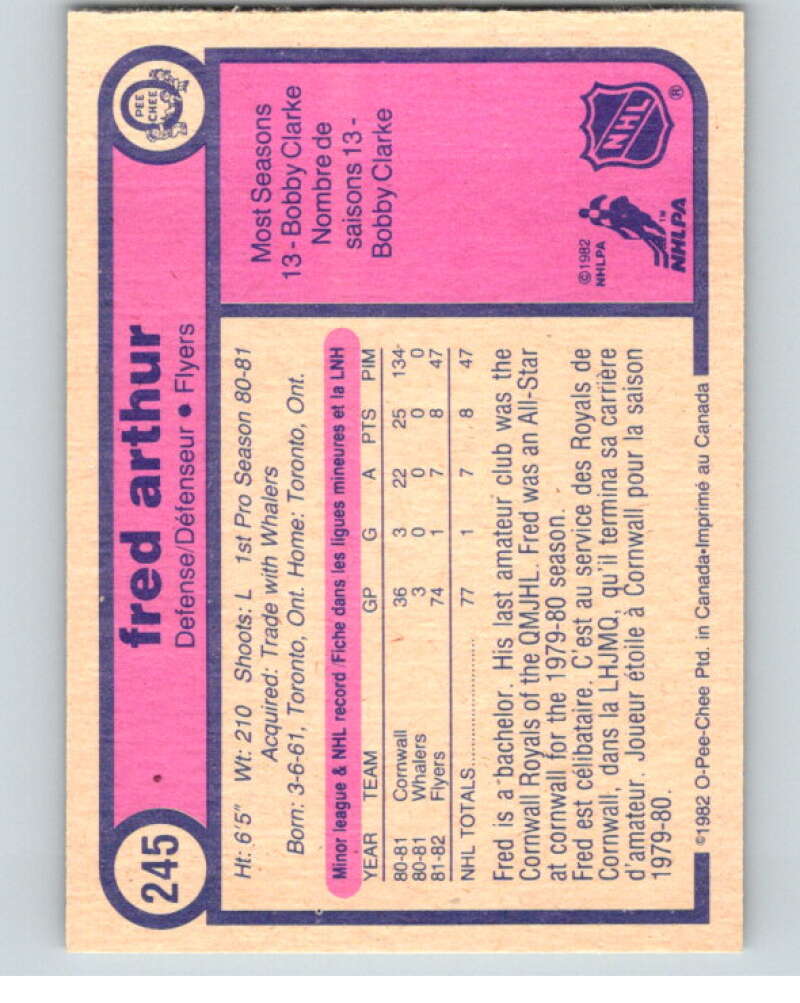 245
fred arthur
Defense/Défenseur • Flyers
O
PEE
CHEE
Ht: 6'5" Wt: 210 Shoots: L 1st Pro Season 80-81
Acquired: Trade with Whalers
Born: 3-6-61, Toronto, Ont. Home: Toronto, Ont.
Minor league & NHL record/Fiche dans les ligues mineures et la LNH
YEAR TEAM GP G A PTS PIM
80-81 Cornwall 36 3 22 25 134
80-81 Whalers 3 0 0 0 0
81-82 Flyers 74 1 7 8 47
NHL TOTALS 77 1 7 8 47
Fred is a bachelor. His last amateur club was the
Cornwall Royals of the QMJHL. Fred was an All-Star
at cornwall for the 1979-80 season.
Fred est célibataire. C'est au service des Royals de
Cornwall, dans la LHJMQ, qu'il termina sa carrière
d'amateur. Joueur étoile à Cornwall pour la saison
1979-80.
Most Seasons
13 - Bobby Clarke
Nombre de
saisons 13 -
Bobby Clarke
NHL
®
©1982
NHLPA
™
NHLPA
©1982 O-Pee-Chee Ptd. in Canada•Imprimé au Canada